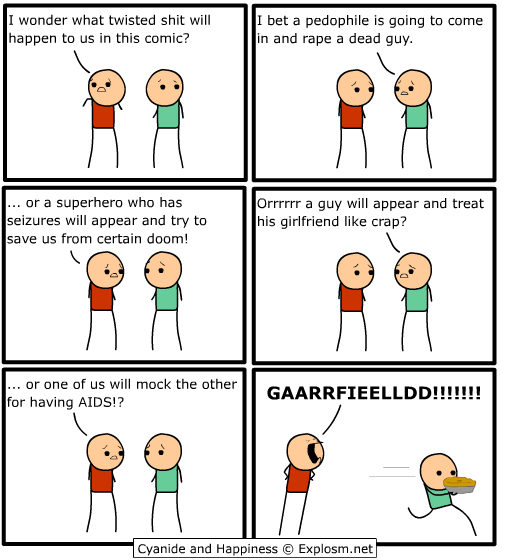 I wonder what twisted shit will
happen to us in this comic?
I bet a pedophile is going to come
in and rape a dead guy.
... or a superhero who has
seizures will appear and try to
save us from certain doom!
Orrrrrr a guy will appear and treat
his girlfriend like crap?
... or one of us will mock the other
for having AIDS!?
GAARRFIEELLDD!!!!!!!
Cyanide and Happiness © Explosm.net